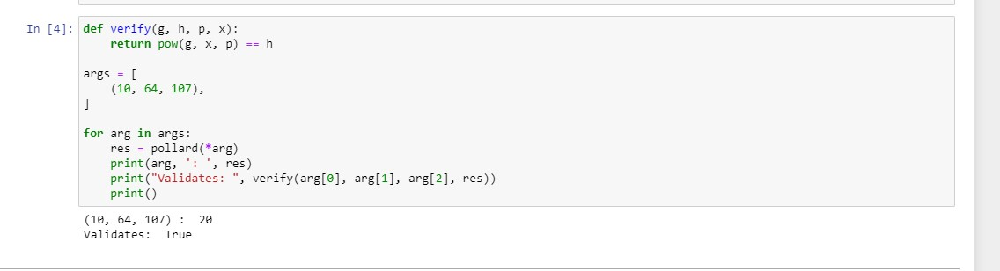 In [4]: def verify(g, h, p, x):
    return pow(g, x, p) == h
args = [
    (10, 64, 107),
]
for arg in args:
    res = pollard(*arg)
    print(arg, ': ', res)
    print("Validates: ", verify(arg[0], arg[1], arg[2], res))
    print()
(10, 64, 107) :  20
Validates:  True